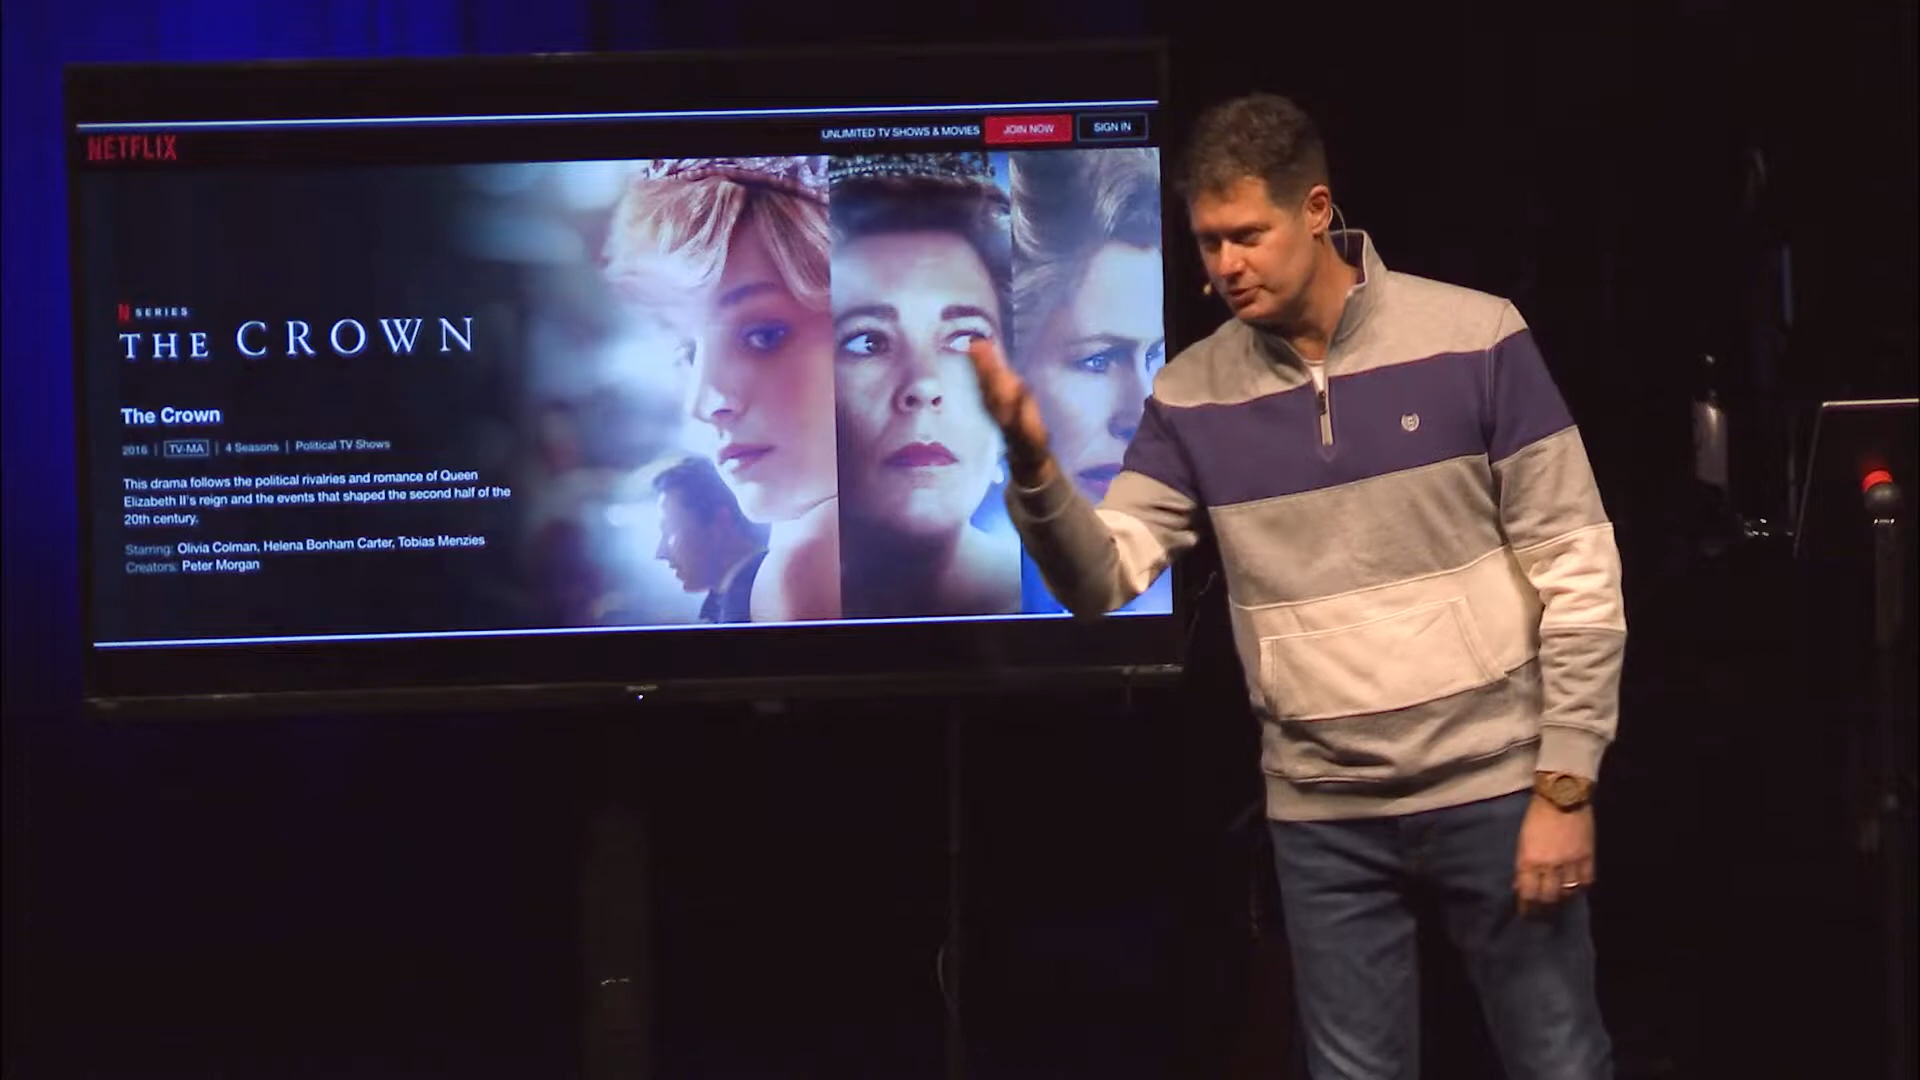 NETFLIX
UNLIMITED TV SHOWS & MOVIES
JOIN NOW
SIGN IN
N SERIES
THE CROWN
The Crown
2016 | TV-MA | 4 Seasons | Political TV Shows
This drama follows the political rivalries and romance of Queen
Elizabeth II's reign and the events that shaped the second half of the
20th century.
Starring: Olivia Colman, Helena Bonham Carter, Tobias Menzies
Creators: Peter Morgan